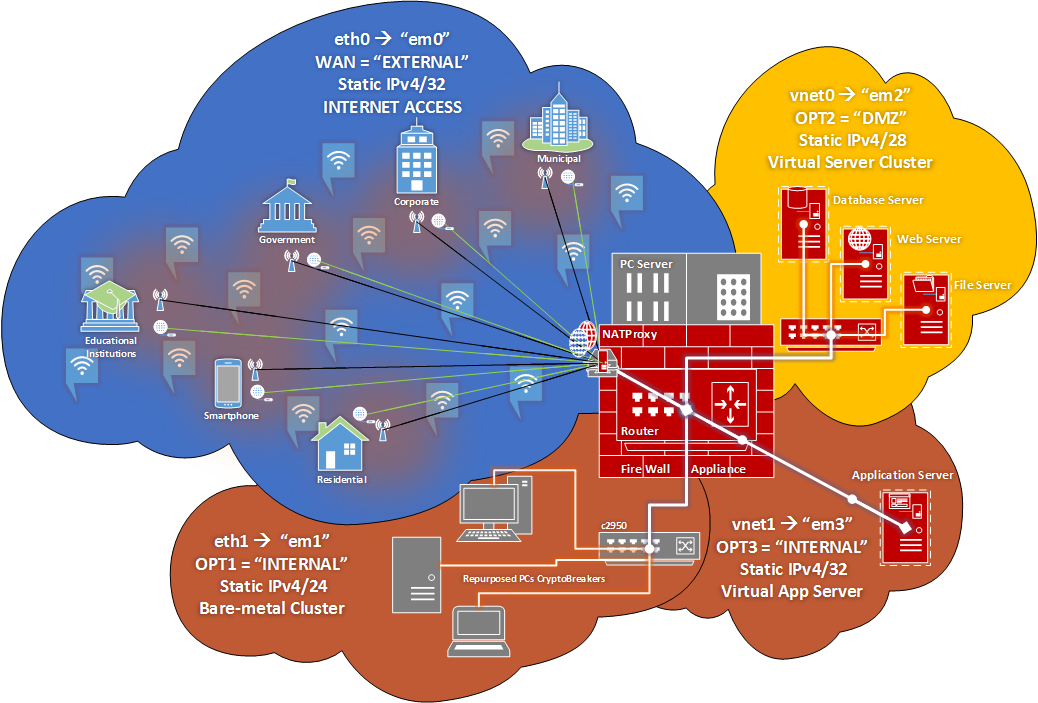 eth0 → “em0”
WAN = “EXTERNAL”
Static IPv4/32
INTERNET ACCESS
Municipal
Corporate
Government
Educational
Institutions
Smartphone
Residential
vnet0 → “em2”
OPT2 = “DMZ”
Static IPv4/28
Virtual Server Cluster
Database Server
Web Server
File Server
PC Server
NATProxy
Router
Fire Wall Appliance
Application Server
vnet1 → “em3”
OPT3 = “INTERNAL”
Static IPv4/32
Virtual App Server
c2950
eth1 → “em1”
OPT1 = “INTERNAL”
Static IPv4/24
Bare-metal Cluster
Repurposed PCs CryptoBreakers